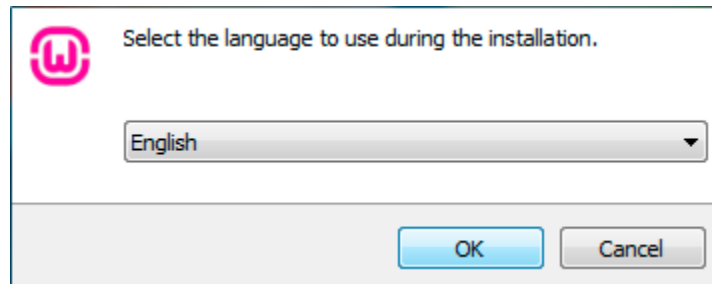 Select the language to use during the installation.
English
OK
Cancel